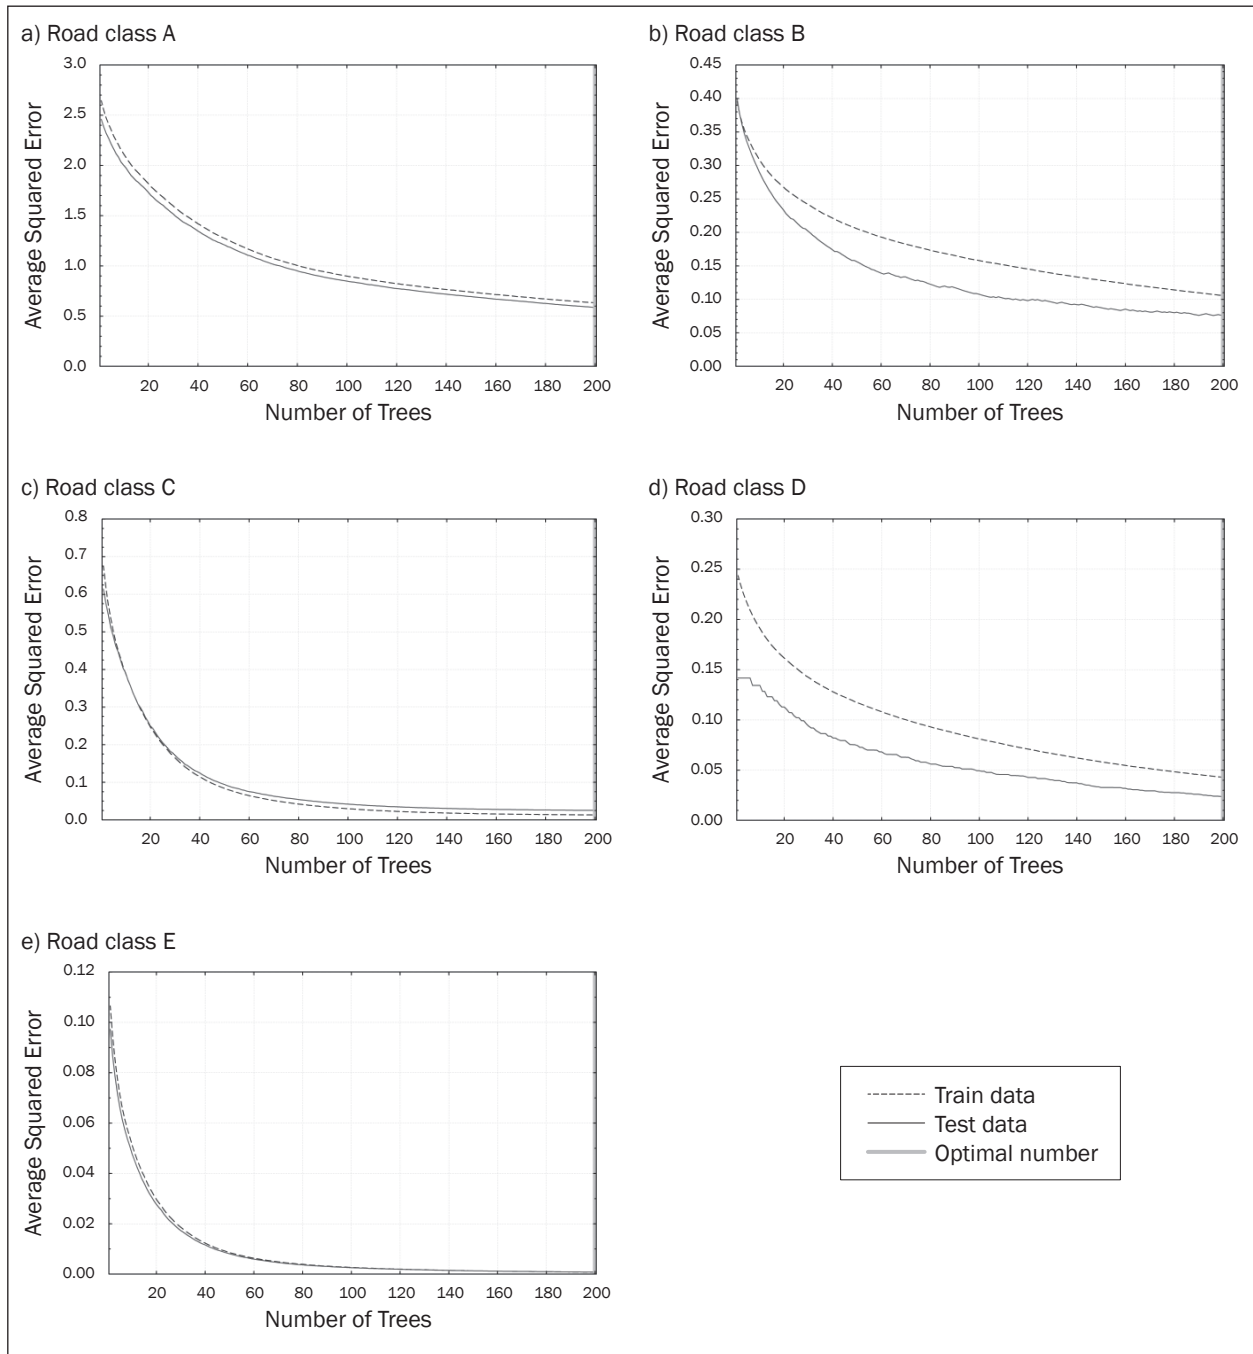 a) Road class A
3.0
2.5
2.0
1.5
1.0
0.5
0.0
Average Squared Error
20 40 60 80 100 120 140 160 180 200
Number of Trees
b) Road class B
0.45
0.40
0.35
0.30
0.25
0.20
0.15
0.10
0.05
0.00
Average Squared Error
20 40 60 80 100 120 140 160 180 200
Number of Trees
c) Road class C
0.8
0.7
0.6
0.5
0.4
0.3
0.2
0.1
0.0
Average Squared Error
20 40 60 80 100 120 140 160 180 200
Number of Trees
d) Road class D
0.30
0.25
0.20
0.15
0.10
0.05
0.00
Average Squared Error
20 40 60 80 100 120 140 160 180 200
Number of Trees
e) Road class E
0.12
0.10
0.08
0.06
0.04
0.02
0.00
Average Squared Error
20 40 60 80 100 120 140 160 180 200
Number of Trees
Train data
Test data
Optimal number